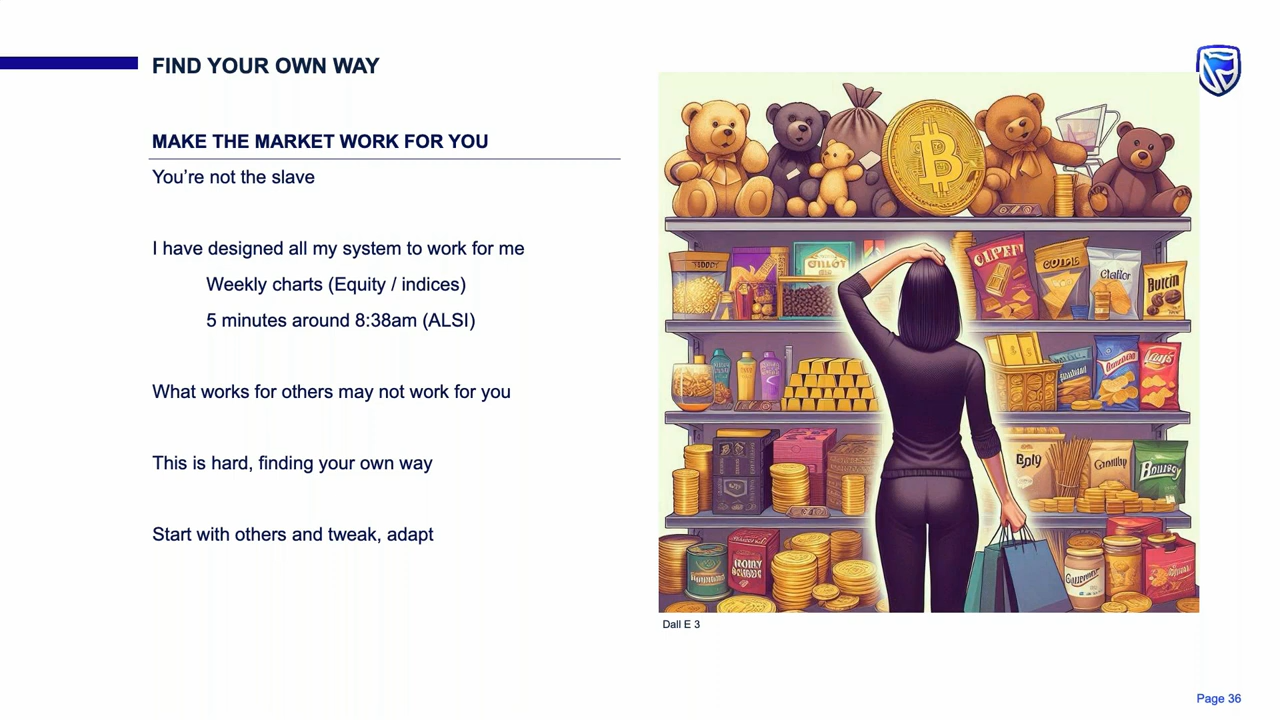 FIND YOUR OWN WAY
MAKE THE MARKET WORK FOR YOU
You’re not the slave
I have designed all my system to work for me
Weekly charts (Equity / indices)
5 minutes around 8:38am (ALSI)
What works for others may not work for you
This is hard, finding your own way
Start with others and tweak, adapt
Dall E 3
Page 36